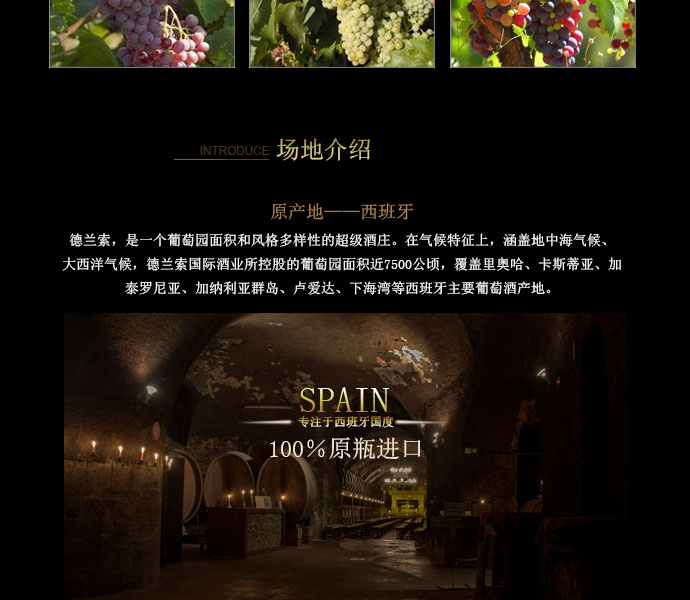 INTRODUCE 场地介绍
原产地——西班牙
德兰索，是一个葡萄园面积和风格多样性的超级酒庄。在气候特征上，涵盖地中海气候、
大西洋气候，德兰索国际酒业所控股的葡萄园面积近7500公顷，覆盖里奥哈、卡斯蒂亚、加
泰罗尼亚、加纳利亚群岛、卢爱达、下海湾等西班牙主要葡萄酒产地。
SPAIN
专注于西班牙国度
100%原瓶进口